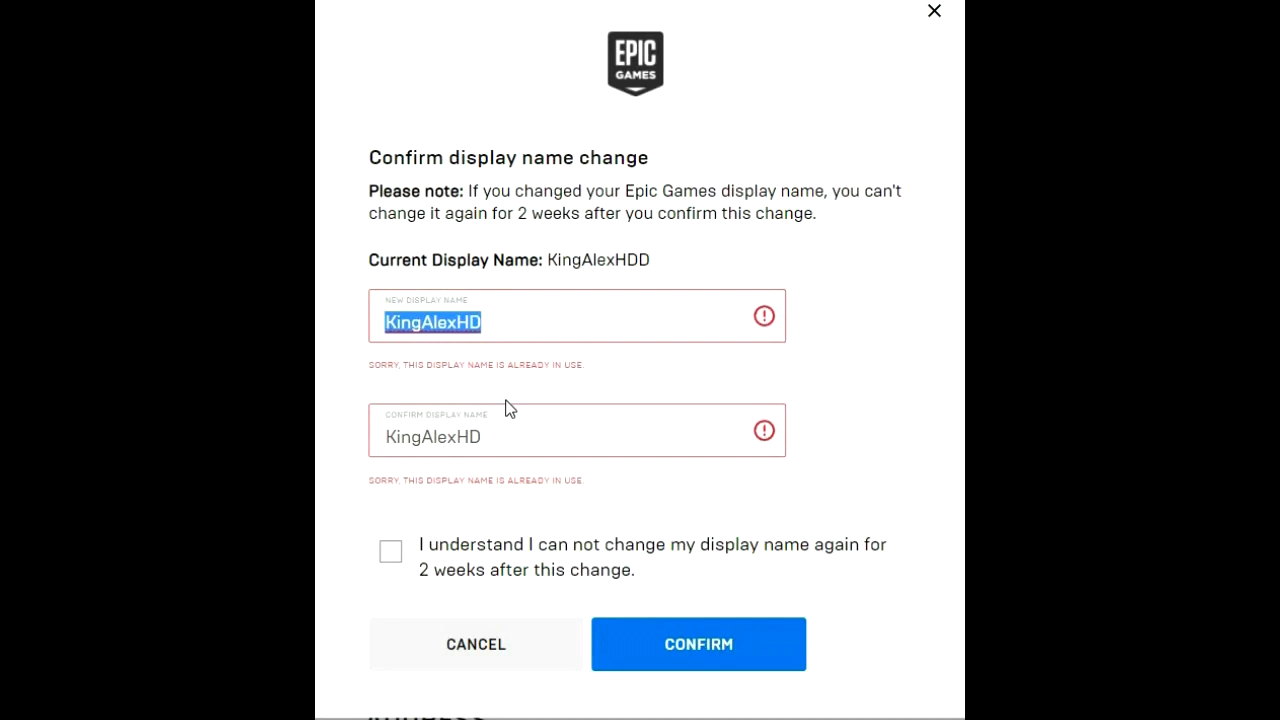 EPIC
GAMES
Confirm display name change
Please note: If you changed your Epic Games display name, you can't
change it again for 2 weeks after you confirm this change.
Current Display Name: KingAlexHDD
NEW DISPLAY NAME
KingAlexHD
SORRY, THIS DISPLAY NAME IS ALREADY IN USE.
CONFIRM DISPLAY NAME
KingAlexHD
SORRY, THIS DISPLAY NAME IS ALREADY IN USE.
I understand I can not change my display name again for
2 weeks after this change.
CANCEL CONFIRM